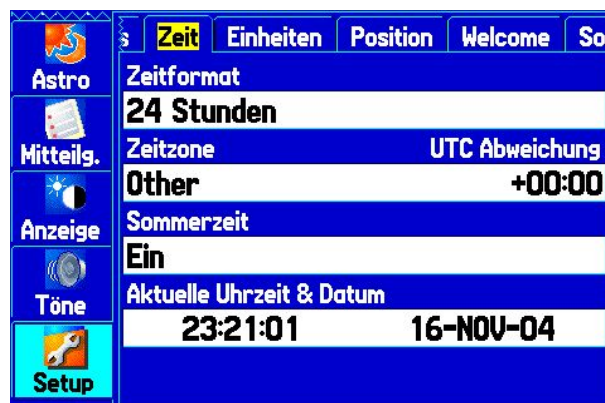 s Zeit Einheiten Position Welcome So
Astro
Mitteilg.
Anzeige
Töne
Setup
Zeitformat
24 Stunden
Zeitzone UTC Abweichung
Other +00:00
Sommerzeit
Ein
Aktuelle Uhrzeit & Datum
23:21:01 16-NOV-04